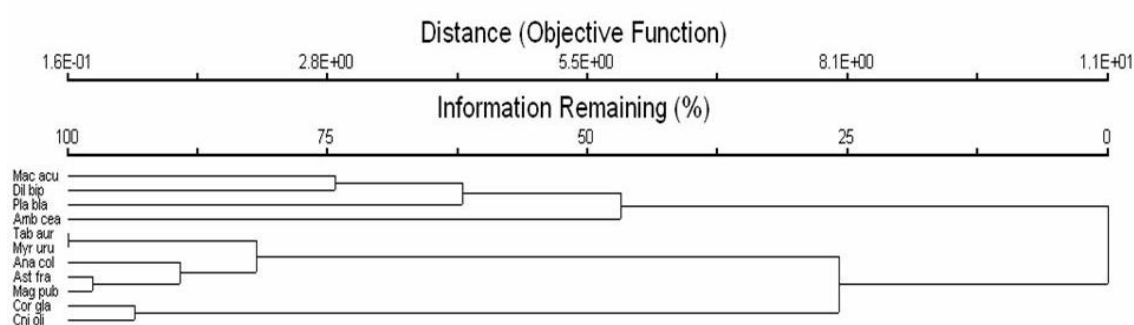 Distance (Objective Function)
1.6E-01 2.8E+00 5.5E+00 8.1E+00 1.1E+01
Information Remaining (%)
100 75 50 25 0
Mac acu
Dil bip
Pla bla
Amb cea
Tab aur
Myr uru
Ana col
Ast fra
Mag pub
Cor gla
Cni oli